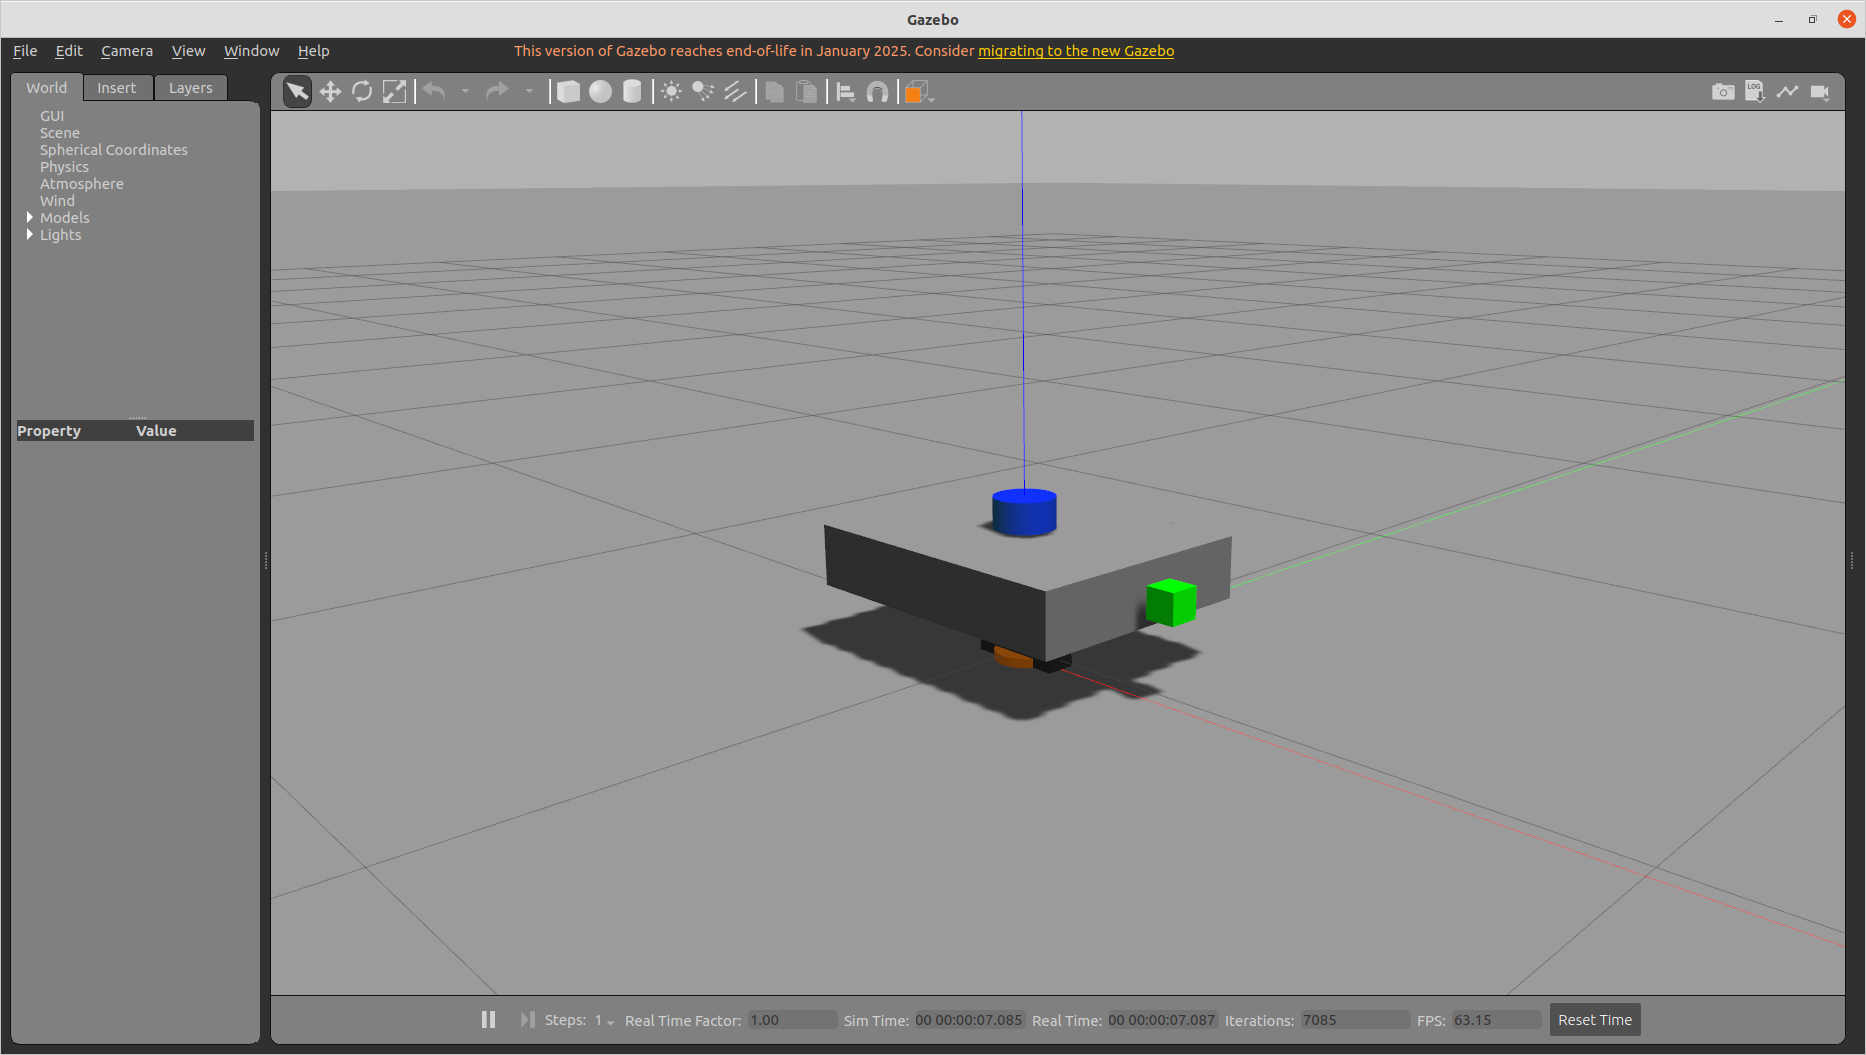 Gazebo
File Edit Camera View Window Help
This version of Gazebo reaches end-of-life in January 2025. Consider migrating to the new Gazebo
World Insert Layers
LOG
GUI
Scene
Spherical Coordinates
Physics
Atmosphere
Wind
Models
Lights
Property Value
Steps: 1 Real Time Factor: 1.00 Sim Time: 00 00:00:07.085 Real Time: 00 00:00:07.087 Iterations: 7085 FPS: 63.15 Reset Time